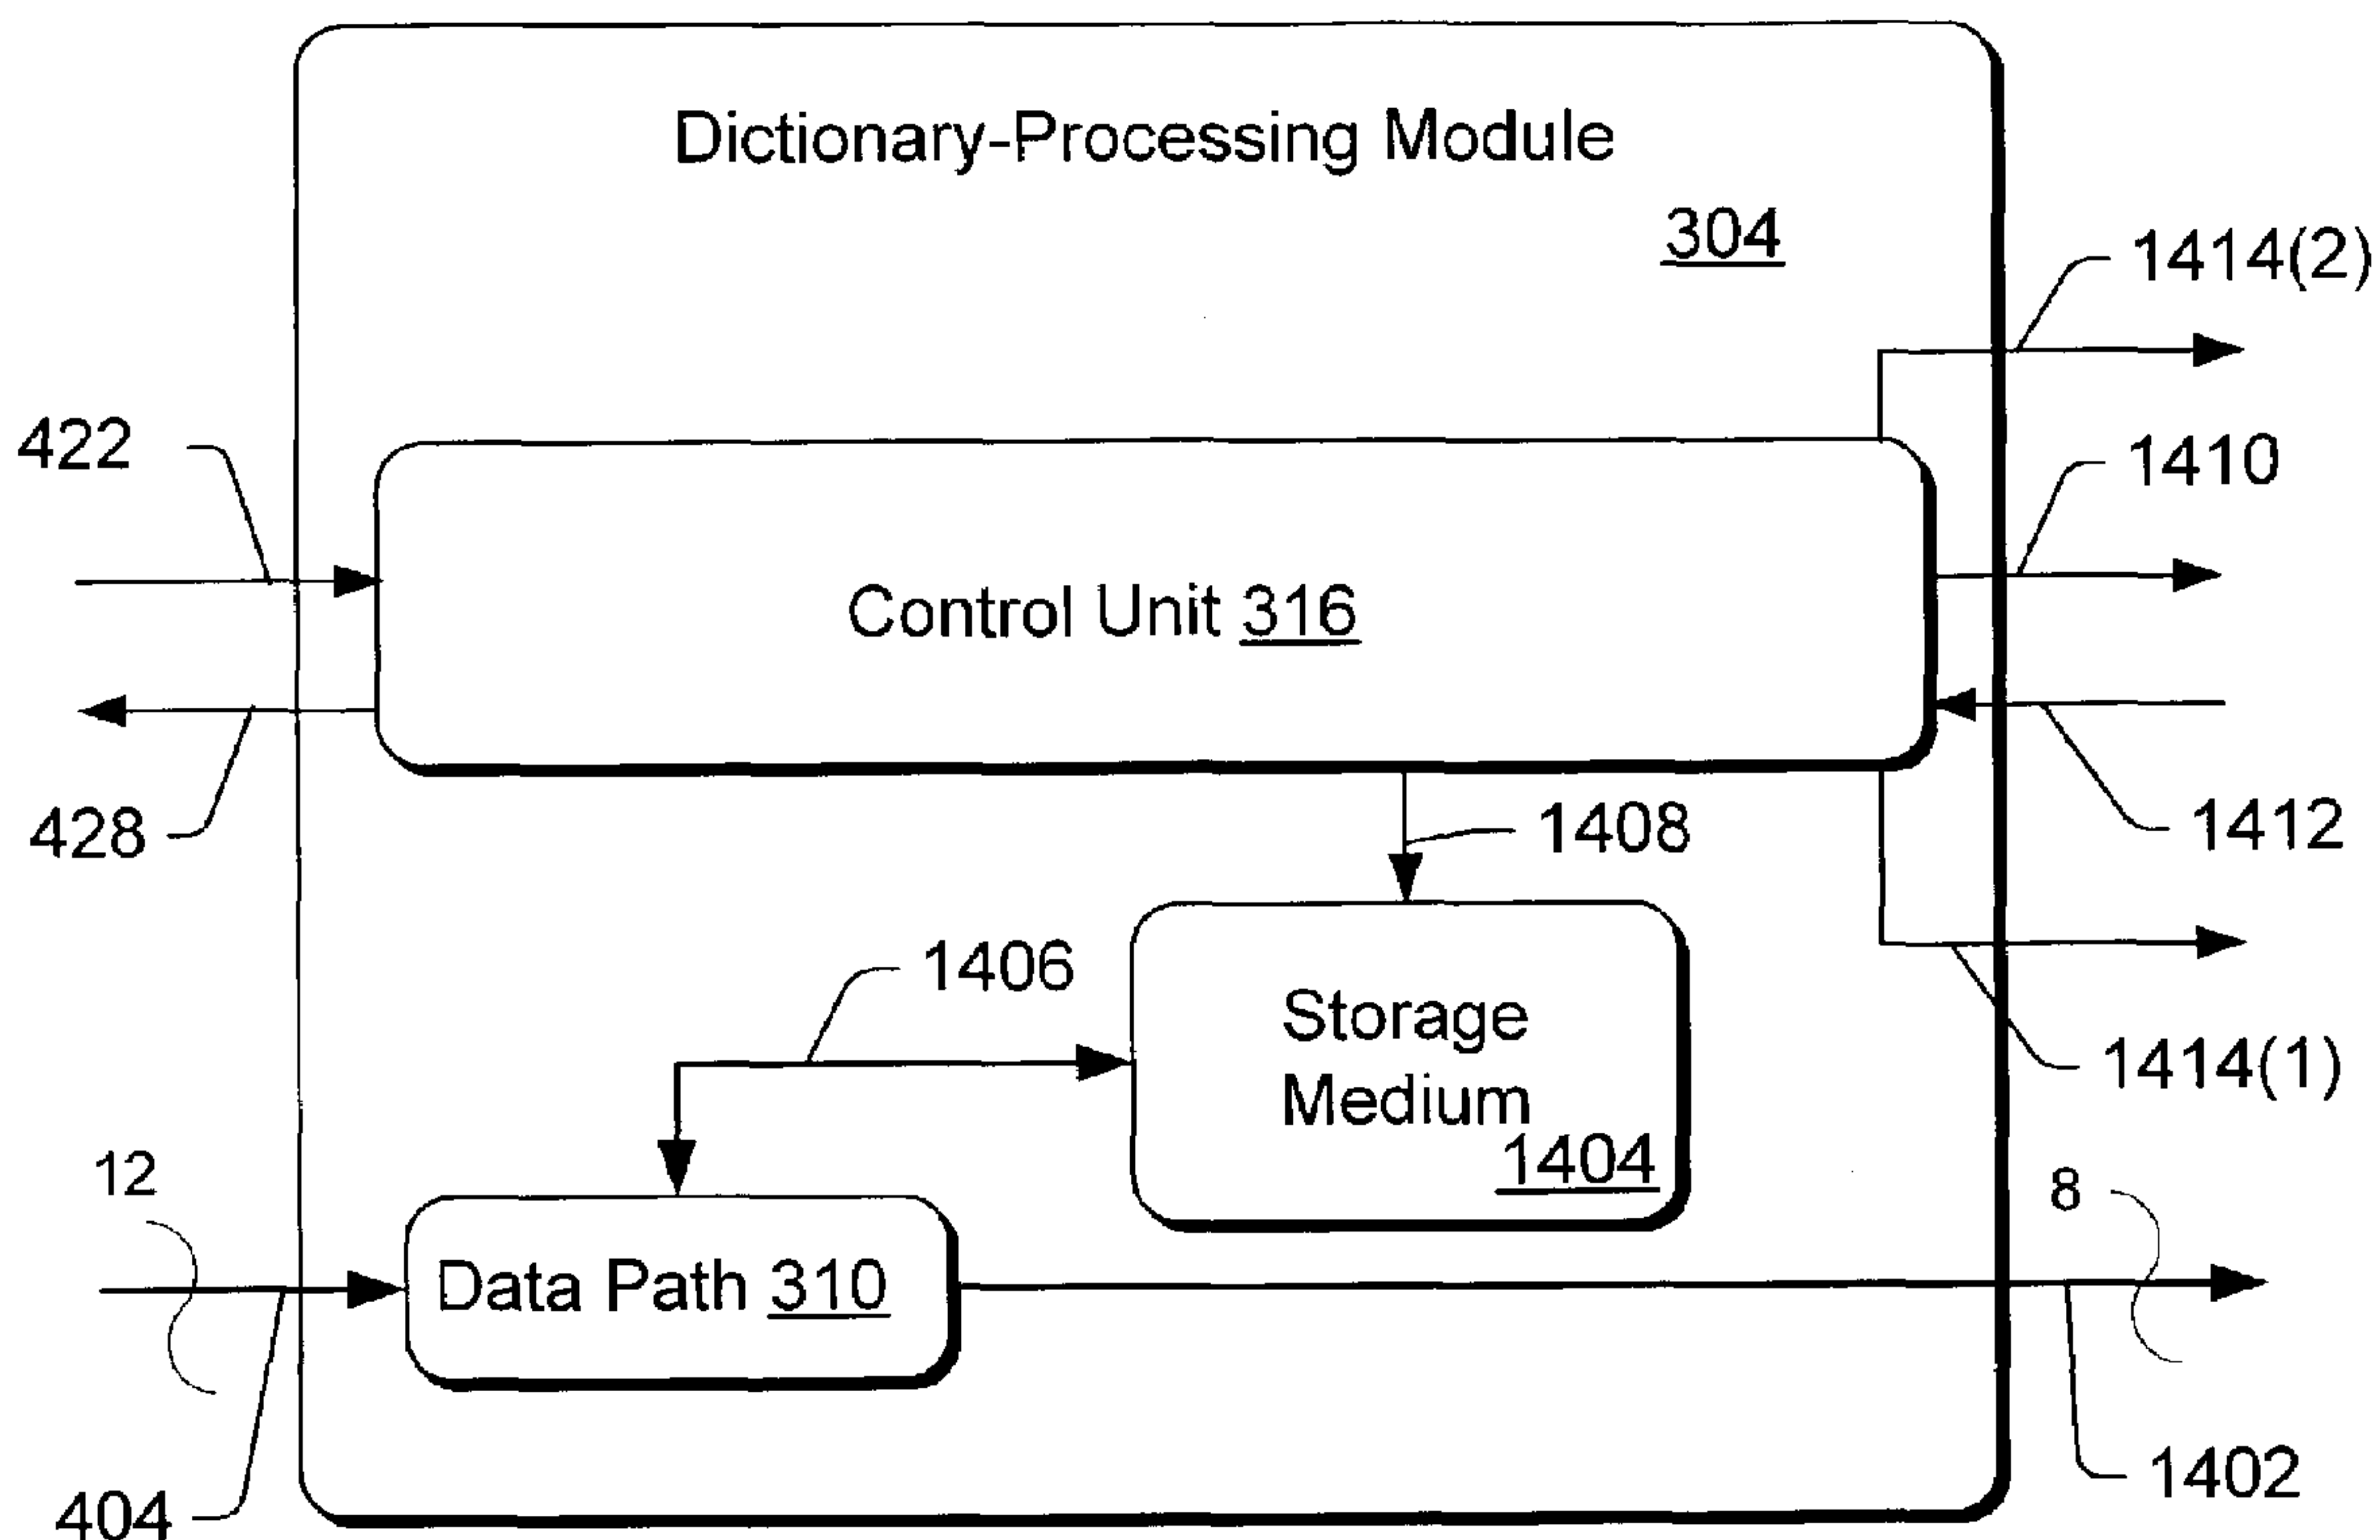 Dictionary-Processing Module
304
1414(2)
422
1410
Control Unit 316
428
1408
1412
1406
Storage
Medium
1404
1414(1)
12
8
Data Path 310
404
1402